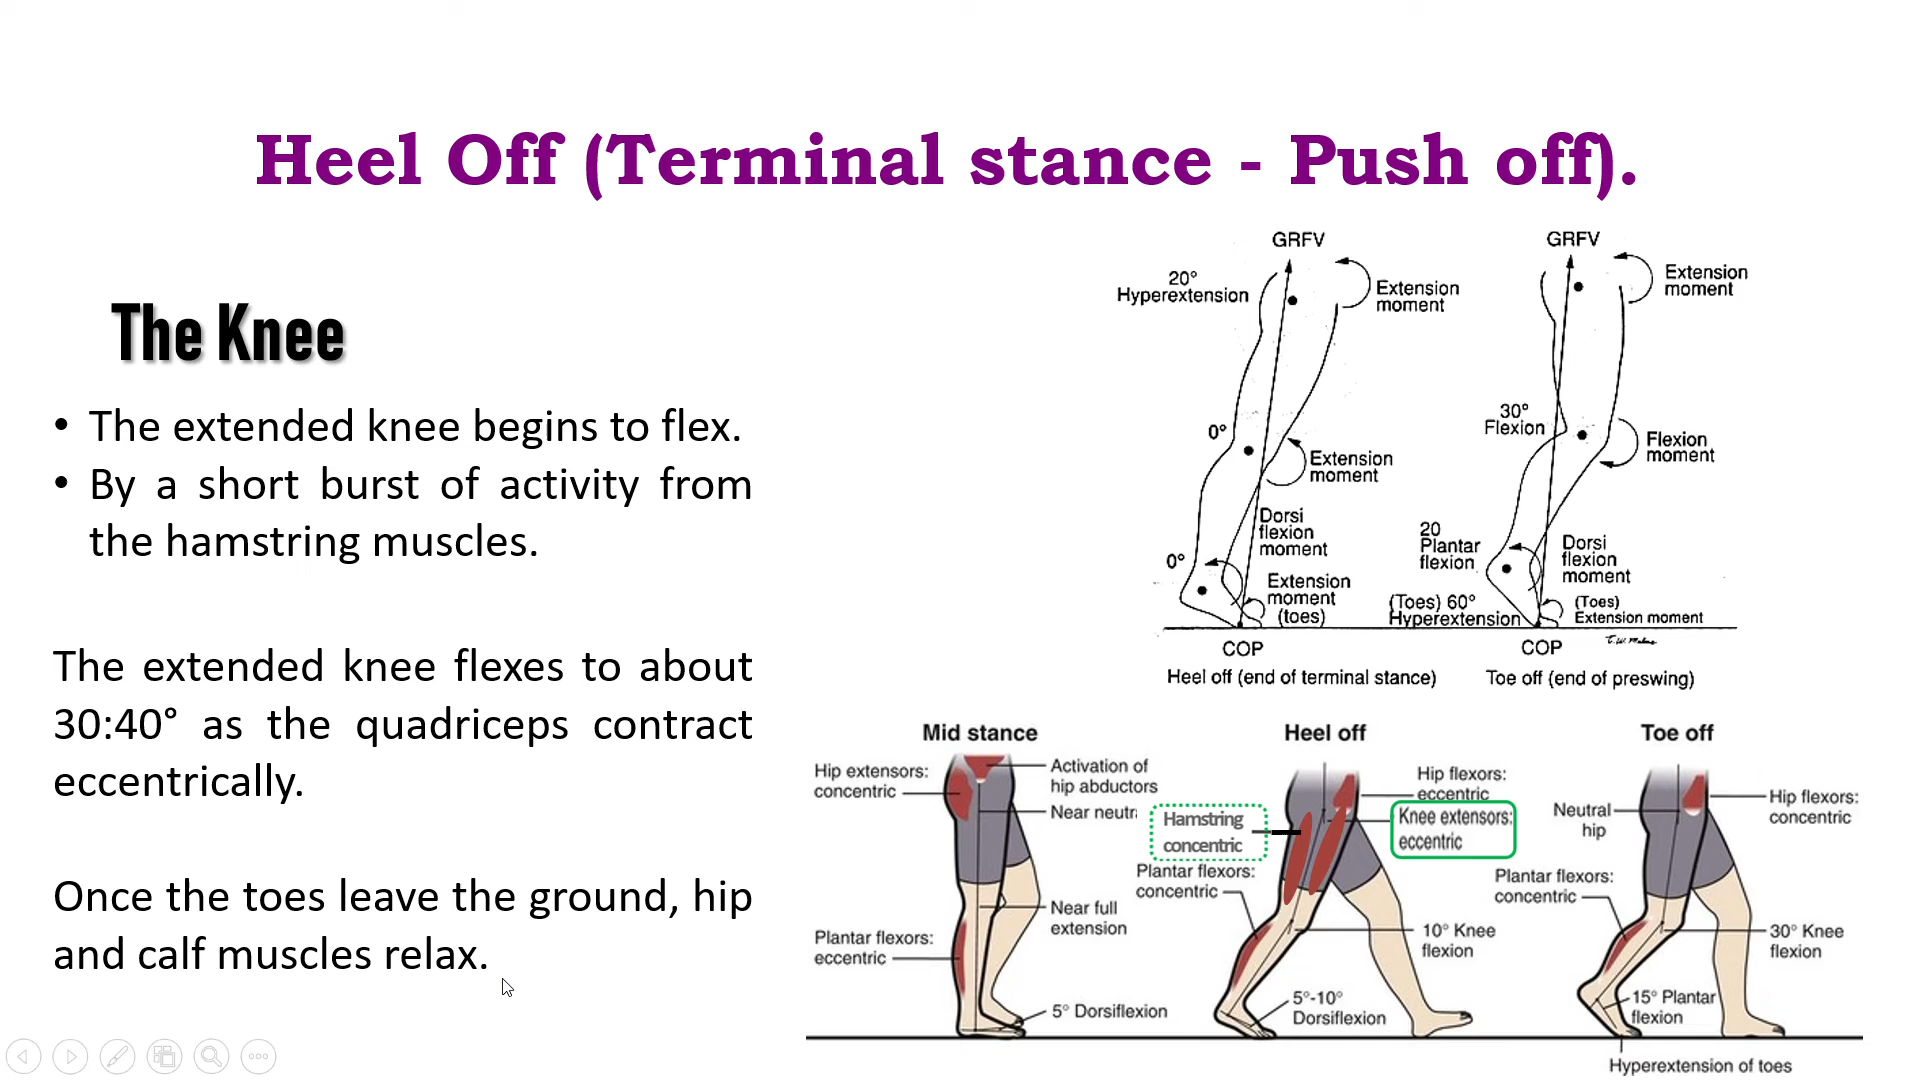 Heel Off (Terminal stance - Push off).
The Knee
• The extended knee begins to flex.
• By a short burst of activity from
the hamstring muscles.
The extended knee flexes to about
30:40° as the quadriceps contract
eccentrically.
Once the toes leave the ground, hip
and calf muscles relax.
GRFV
20°
Hyperextension
Extension
moment
0°
Extension
moment
Dorsi
flexion
moment
0°
Extension
moment
(toes)
COP
Heel off (end of terminal stance)
GRFV
Extension
moment
30°
Flexion
Flexion
moment
20
Plantar
flexion
Dorsi
flexion
moment
(Toes) 60°
Hyperextension
(Toes)
Extension moment
COP
Toe off (end of preswing)
Mid stance
Hip extensors:
concentric
Activation of
hip abductors
Near neutr
Near full
extension
Plantar flexors:
eccentric
5° Dorsiflexion
Heel off
Hip flexors:
eccentric
Hamstring
concentric
Knee extensors:
eccentric
Plantar flexors:
concentric
10° Knee
flexion
5°-10°
Dorsiflexion
Toe off
Neutral
hip
Hip flexors:
concentric
Plantar flexors:
concentric
30° Knee
flexion
15° Plantar
flexion
Hyperextension of toes